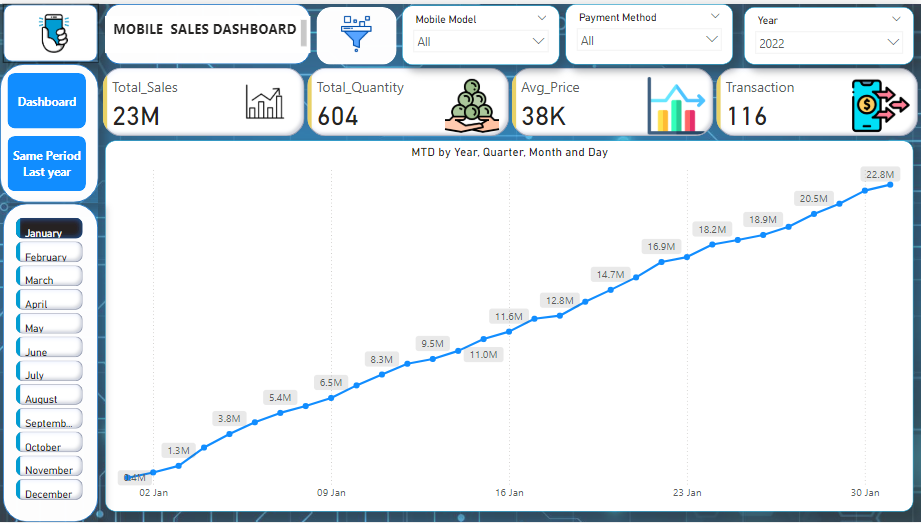 MOBILE SALES DASHBOARD
Mobile Model
All
Payment Method
All
Year
2022
Dashboard
Same Period
Last year
Total_Sales
23M
Total_Quantity
604
Avg_Price
38K
Transaction
116
MTD by Year, Quarter, Month and Day
January
February
March
April
May
June
July
August
Septemb...
October
November
December
1.3M
3.8M
5.4M
6.5M
8.3M
9.5M
11.0M
11.6M
12.8M
14.7M
16.9M
18.2M
18.9M
20.5M
22.8M
02 Jan
09 Jan
16 Jan
23 Jan
30 Jan